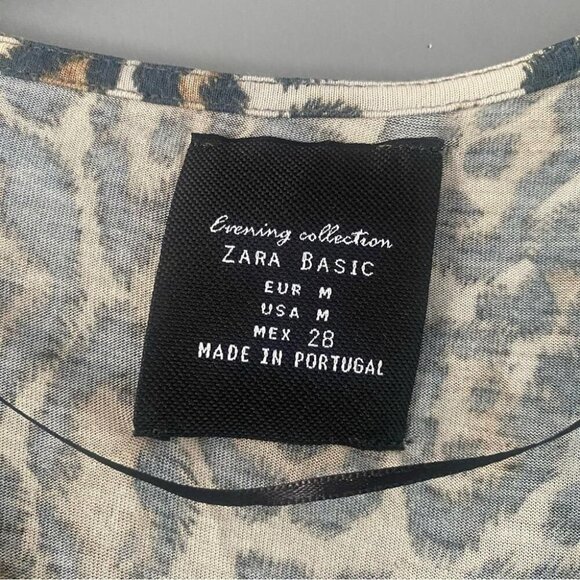 Evening collection
ZARA BASIC
EUR M
USA M
MEX 28
MADE IN PORTUGAL